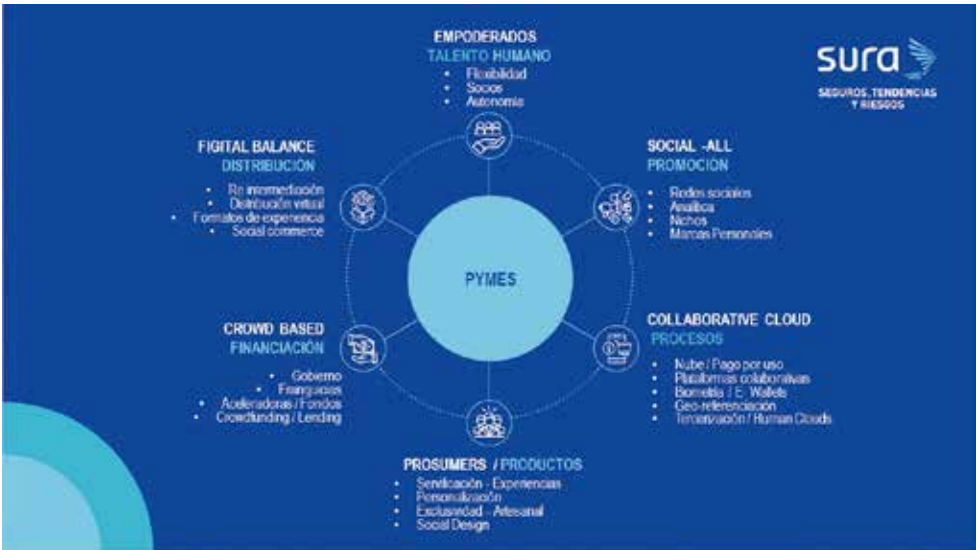 EMPODERADOS
TALENTO HUMANO
• Flexibilidad
• Socios
• Autonomía
sura
SEGUROS, TENDENCIAS
Y RIESGOS
FIGITAL BALANCE
DISTRIBUCIÓN
• Re intermediación
• Distribución virtual
• Formatos de experiencia
• Social commerce
SOCIAL -ALL
PROMOCIÓN
• Redes sociales
• Analítica
• Nichos
• Marcas Personales
PYMES
CROWD BASED
FINANCIACIÓN
• Gobierno
• Franquicias
• Aceleradoras / Fondos
• Crowdfunding / Lending
COLLABORATIVE CLOUD
PROCESOS
• Nube / Pago por uso
• Plataformas colaborativas
• Biometría / E Wallets
• Geo-referenciación
• Tercerización / Human Clouds
PROSUMERS / PRODUCTOS
• Servicación - Experiencias
• Personalización
• Exclusividad - Artesanal
• Social Design